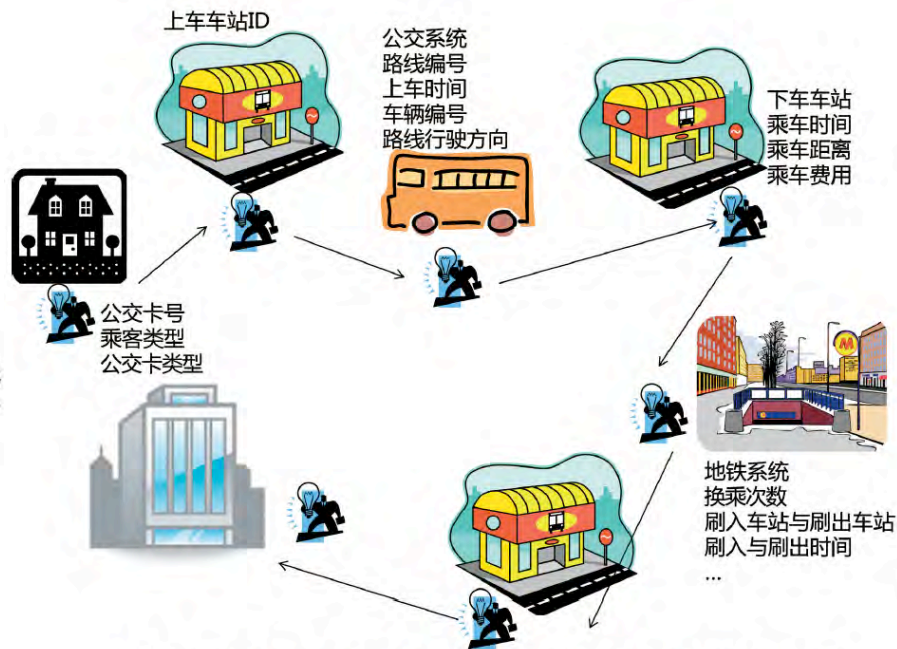 上车车站ID
公交系统
路线编号
上车时间
车辆编号
路线行驶方向
下车车站
乘车时间
乘车距离
乘车费用
公交卡号
乘客类型
公交卡类型
地铁系统
换乘次数
刷入车站与刷出车站
刷入与刷出时间
...
M